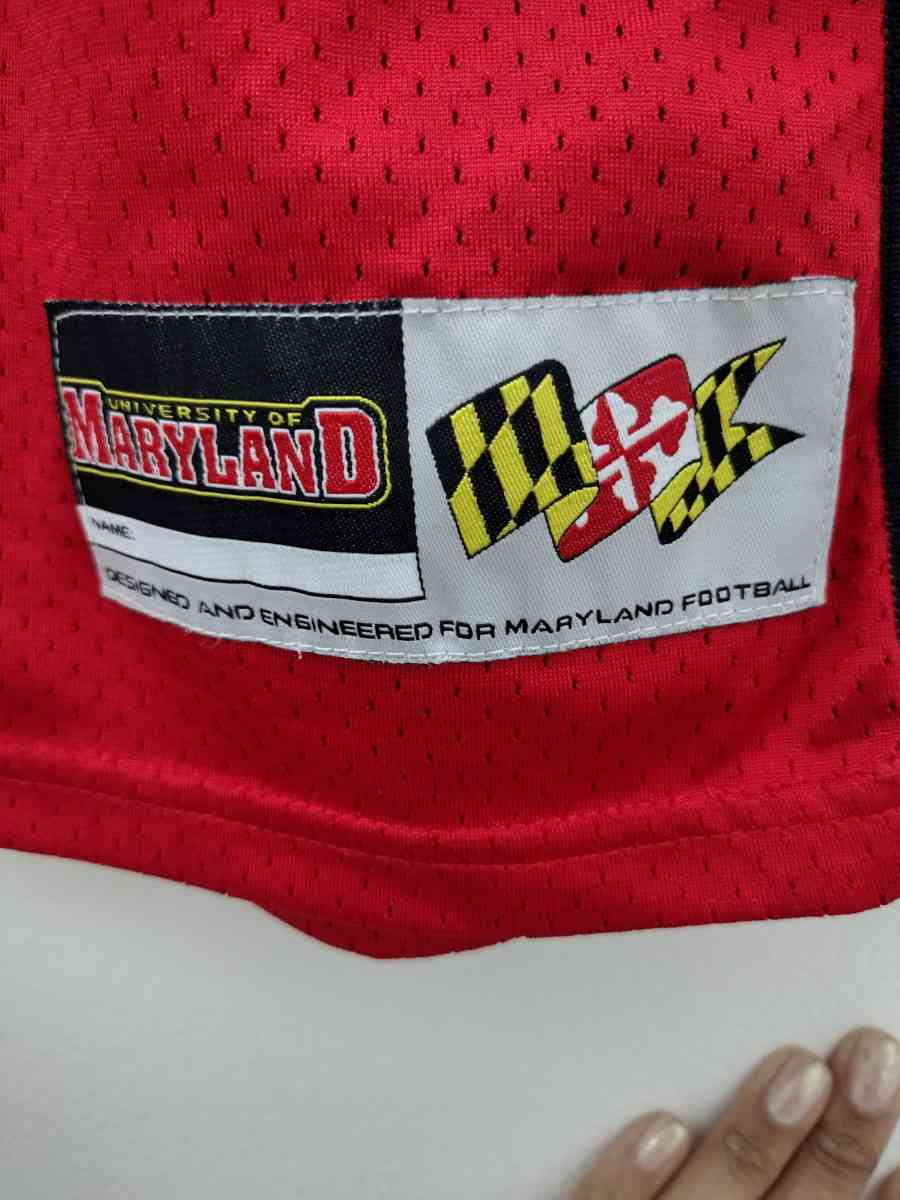 UNIVERSITY OF
MARYLAND
NAME:
DESIGNED AND ENGINEERED FOR MARYLAND FOOTBALL